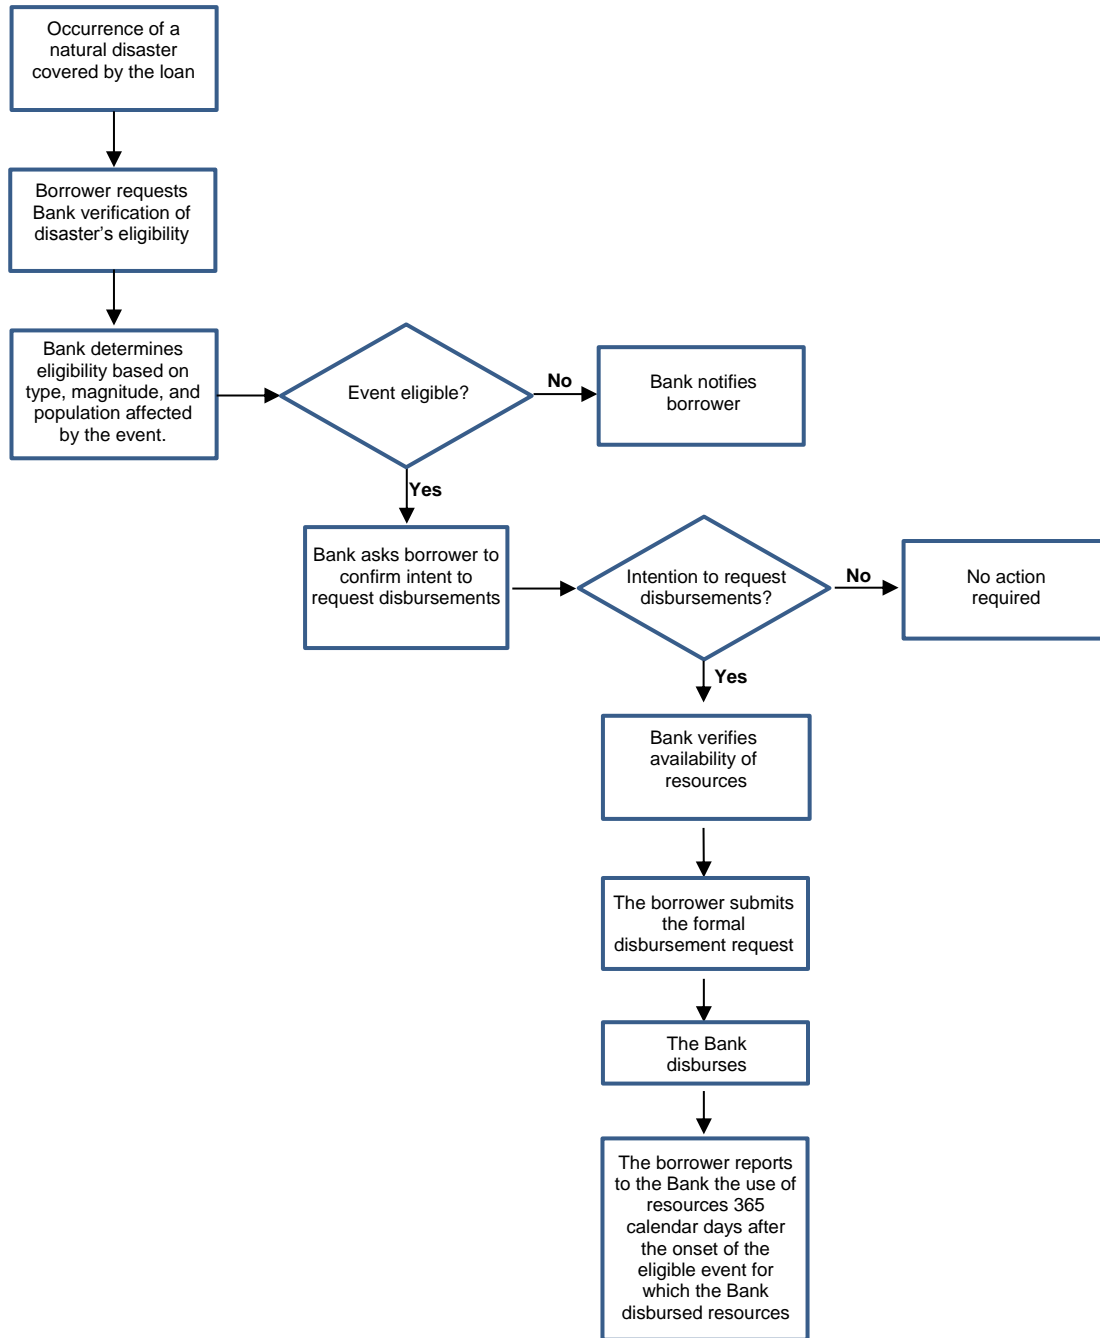 Occurrence of a
natural disaster
covered by the loan
Borrower requests
Bank verification of
disaster’s eligibility
Bank determines
eligibility based on
type, magnitude, and
population affected
by the event.
Event eligible?
No
Bank notifies
borrower
Yes
Bank asks borrower to
confirm intent to
request disbursements
Intention to request
disbursements?
No
No action
required
Yes
Bank verifies
availability of
resources
The borrower submits
the formal
disbursement request
The Bank
disburses
The borrower reports
to the Bank the use of
resources 365
calendar days after
the onset of the
eligible event for
which the Bank
disbursed resources